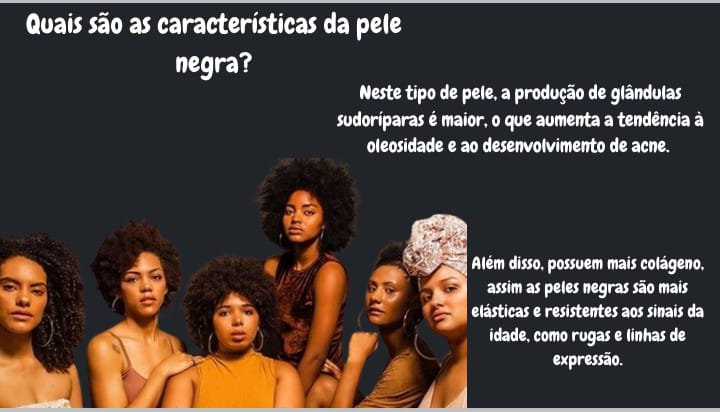 Quais são as características da pele
negra?
Neste tipo de pele, a produção de glândulas
sudoríparas é maior, o que aumenta a tendência à
oleosidade e ao desenvolvimento de acne.
Além disso, possuem mais colágeno,
assim as peles negras são mais
elásticas e resistentes aos sinais da
idade, como rugas e linhas de
expressão.